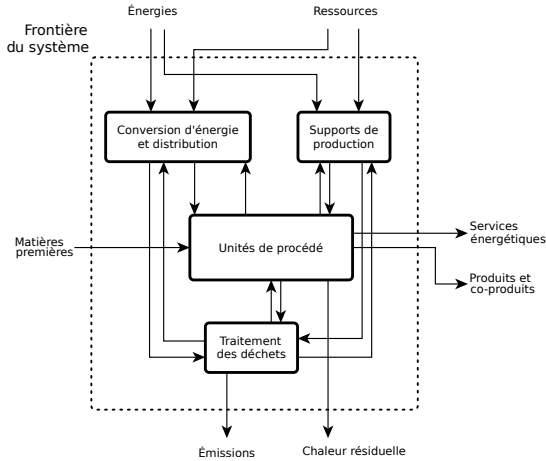 Énergies
Ressources
Frontière
du système
Conversion d'énergie
et distribution
Supports de
production
Matières
premières
Unités de procédé
Services
énergétiques
Produits et
co-produits
Traitement
des déchets
Émissions
Chaleur résiduelle